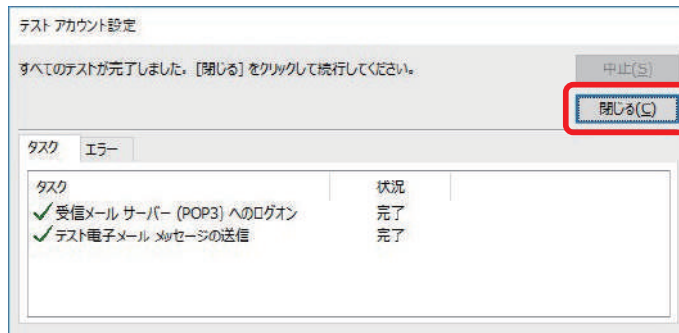 テスト アカウント設定
すべてのテストが完了しました。[閉じる] をクリックして続行してください。
中止(S)
閉じる(C)
タスク エラー
タスク 状況
受信メール サーバー (POP3) へのログオン 完了
テスト電子メール メッセージの送信 完了